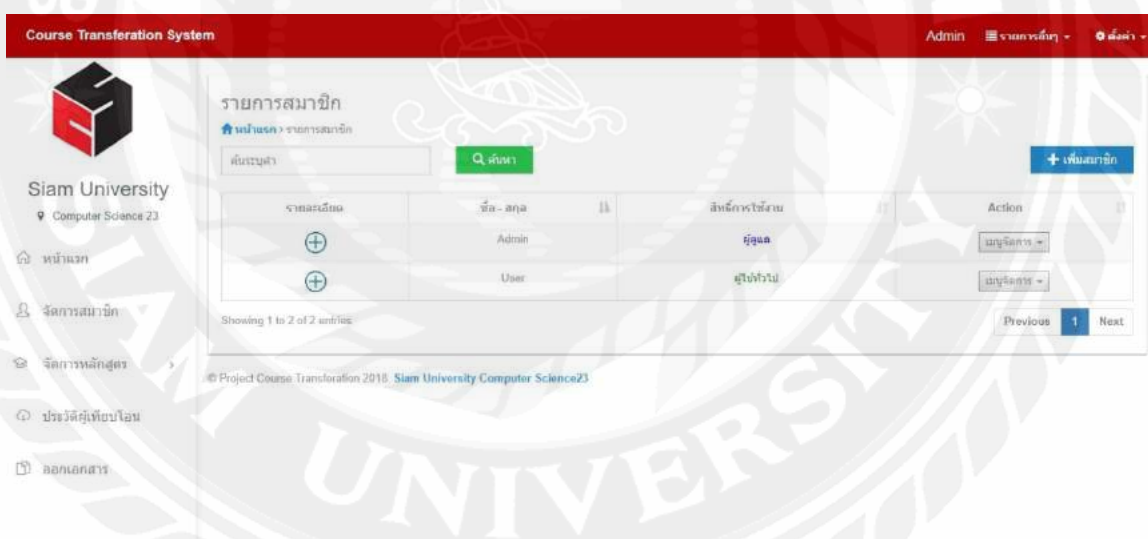 Course Transferation System
Admin รายการอื่นๆ ตั้งค่า
Siam University
Computer Science 23
หน้าแรก
จัดการสมาชิก
จัดการหลักสูตร
ประวัติผู้เทียบโอน
ออกเอกสาร
รายการสมาชิก
หน้าแรก › รายการสมาชิก
ค้นหา
เพิ่มสมาชิก
รายละเอียด ชื่อ - สกุล สิทธิ์การใช้งาน Action
Admin ผู้ดูแล เมนูจัดการ
User ผู้ใช้ทั่วไป เมนูจัดการ
Showing 1 to 2 of 2 entries
Previous 1 Next
© Project Course Transferation 2018 Siam University Computer Science23
SIAM UNIVERSITY